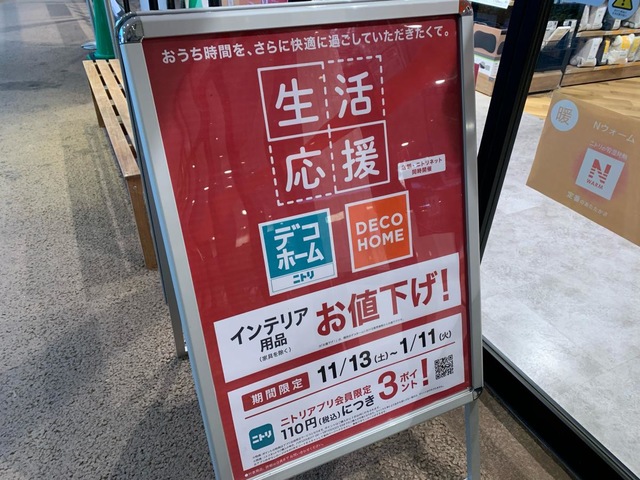 おうち時間を、さらに快適に過ごしていただきたくて。
生活
応援
ニトリネット
同時開催
デコ
ホーム
ニトリ
DECO
HOME
インテリア
用品
(家具を除く)
お値下げ!
期間限定 11/13(土)~1/11(火)
ニトリ
ニトリアプリ会員限定
110円(税込)につき
3ポイント!
暖
Nウォーム
N
WARM